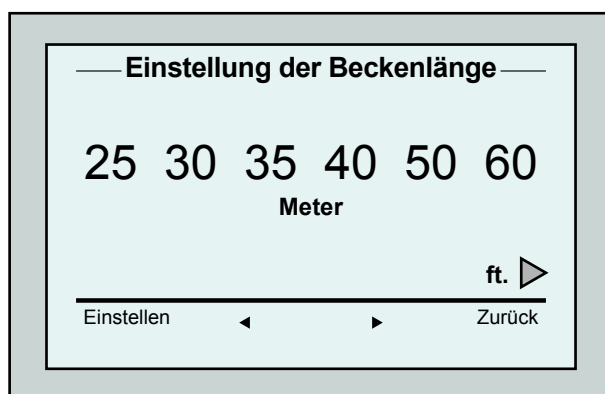 Einstellung der Beckenlänge
25 30 35 40 50 60
Meter
ft.
Einstellen Zurück